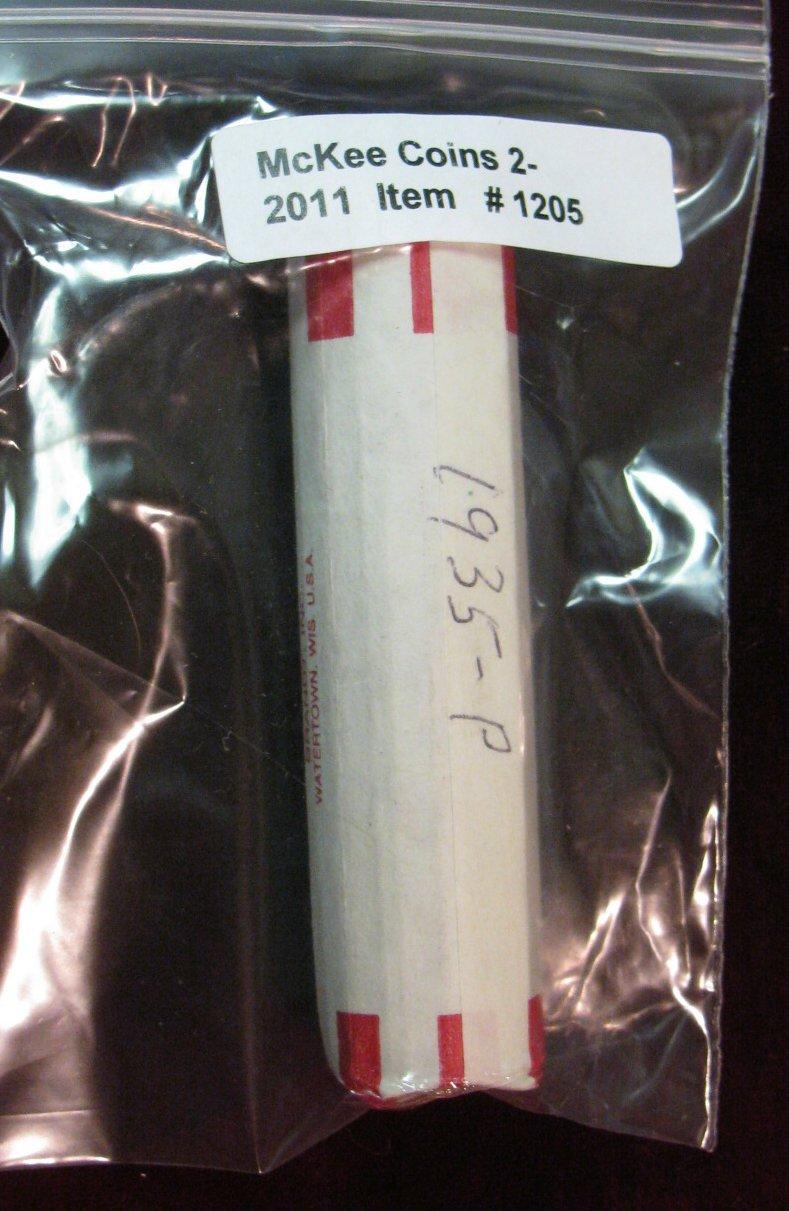 McKee Coins 2-
2011 Item # 1205
1935-P
WATERTOWN, WIS U.S.A.